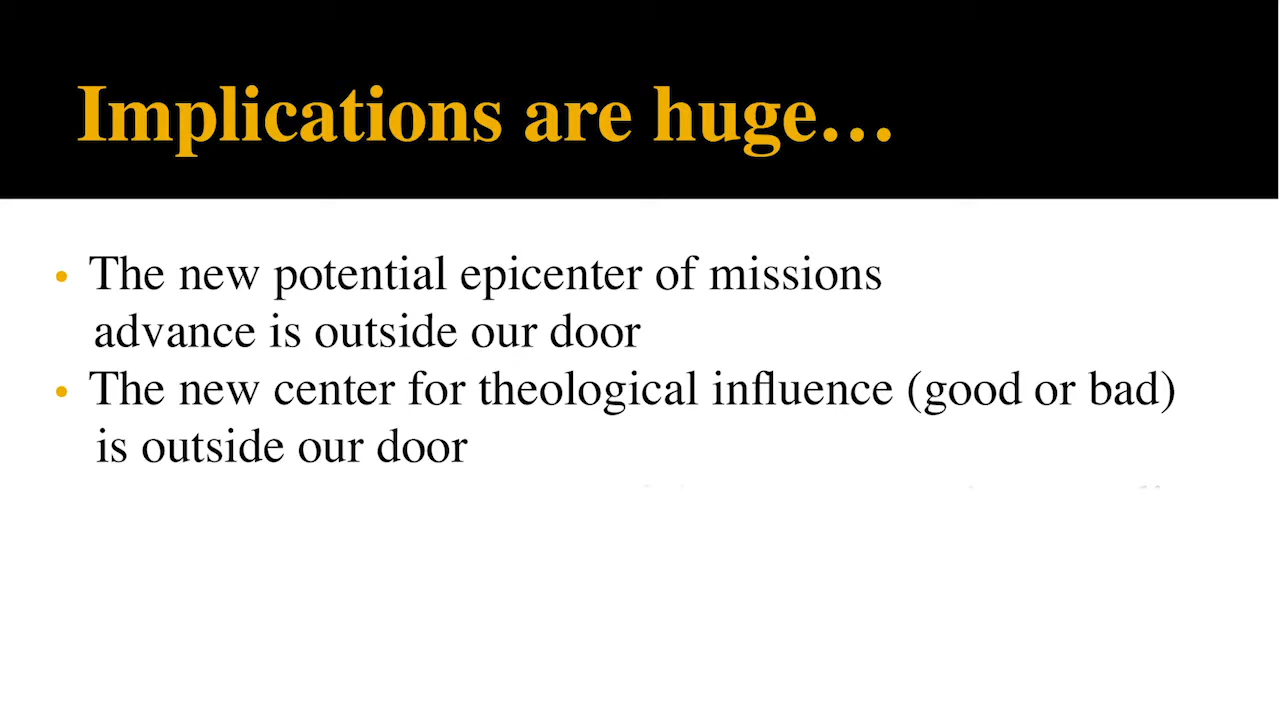 Implications are huge…
• The new potential epicenter of missions
advance is outside our door
• The new center for theological influence (good or bad)
is outside our door